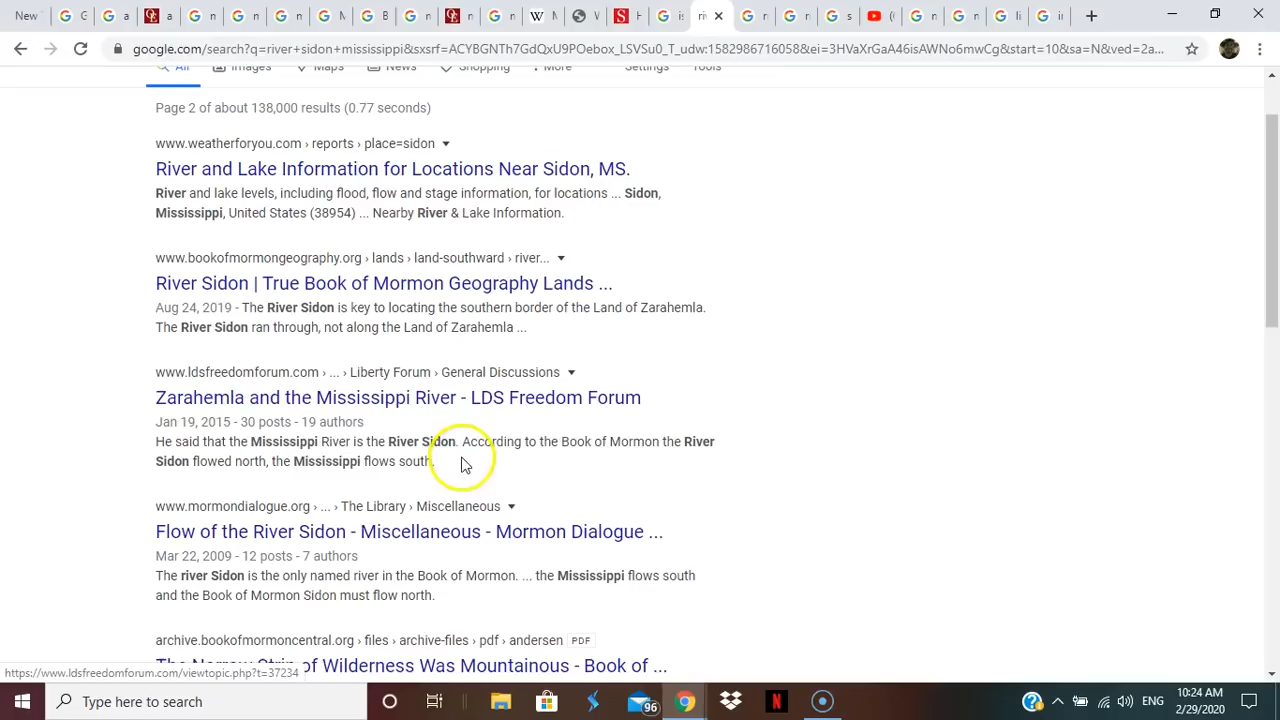 New
G
a
n
n
M
B
n
n
W M
W
H
is
riv
r
n
s
(
n
n
li
in
google.com/search?q=river+sidon+mississippi&sxsrf=ACYBGNTh7GdQxU9POebox_LSVSu0_T_udw:1582986716058&ei=3HVaXrGaA46isAWNo6mwCg&start=10&sa=N&ved=2a...
All Images Maps News Shopping More Settings Tools
Page 2 of about 138,000 results (0.77 seconds)
www.weatherforyou.com › reports › place=sidon
River and Lake Information for Locations Near Sidon, MS.
River and lake levels, including flood, flow and stage information, for locations ... Sidon,
Mississippi, United States (38954) ... Nearby River & Lake Information.
www.bookofmormongeography.org › lands › land-southward › river...
River Sidon | True Book of Mormon Geography Lands ...
Aug 24, 2019 - The River Sidon is key to locating the southern border of the Land of Zarahemla.
The River Sidon ran through, not along the Land of Zarahemla ...
www.ldsfreedomforum.com › ... › Liberty Forum › General Discussions
Zarahemla and the Mississippi River - LDS Freedom Forum
Jan 19, 2015 - 30 posts - 19 authors
He said that the Mississippi River is the River Sidon. According to the Book of Mormon the River
Sidon flowed north, the Mississippi flows south.
www.mormondialogue.org › ... › The Library › Miscellaneous
Flow of the River Sidon - Miscellaneous - Mormon Dialogue ...
Mar 22, 2009 - 12 posts - 7 authors
The river Sidon is the only named river in the Book of Mormon. ... the Mississippi flows south
and the Book of Mormon Sidon must flow north.
archive.bookofmormoncentral.org › files › archive-files › pdf › andersen PDF
The Narrow Strip of Wilderness Was Mountainous - Book of ...
https://www.ldsfreedomforum.com/viewtopic.php?t=37234
Type here to search
96
ENG
10:24 AM
2/29/2020